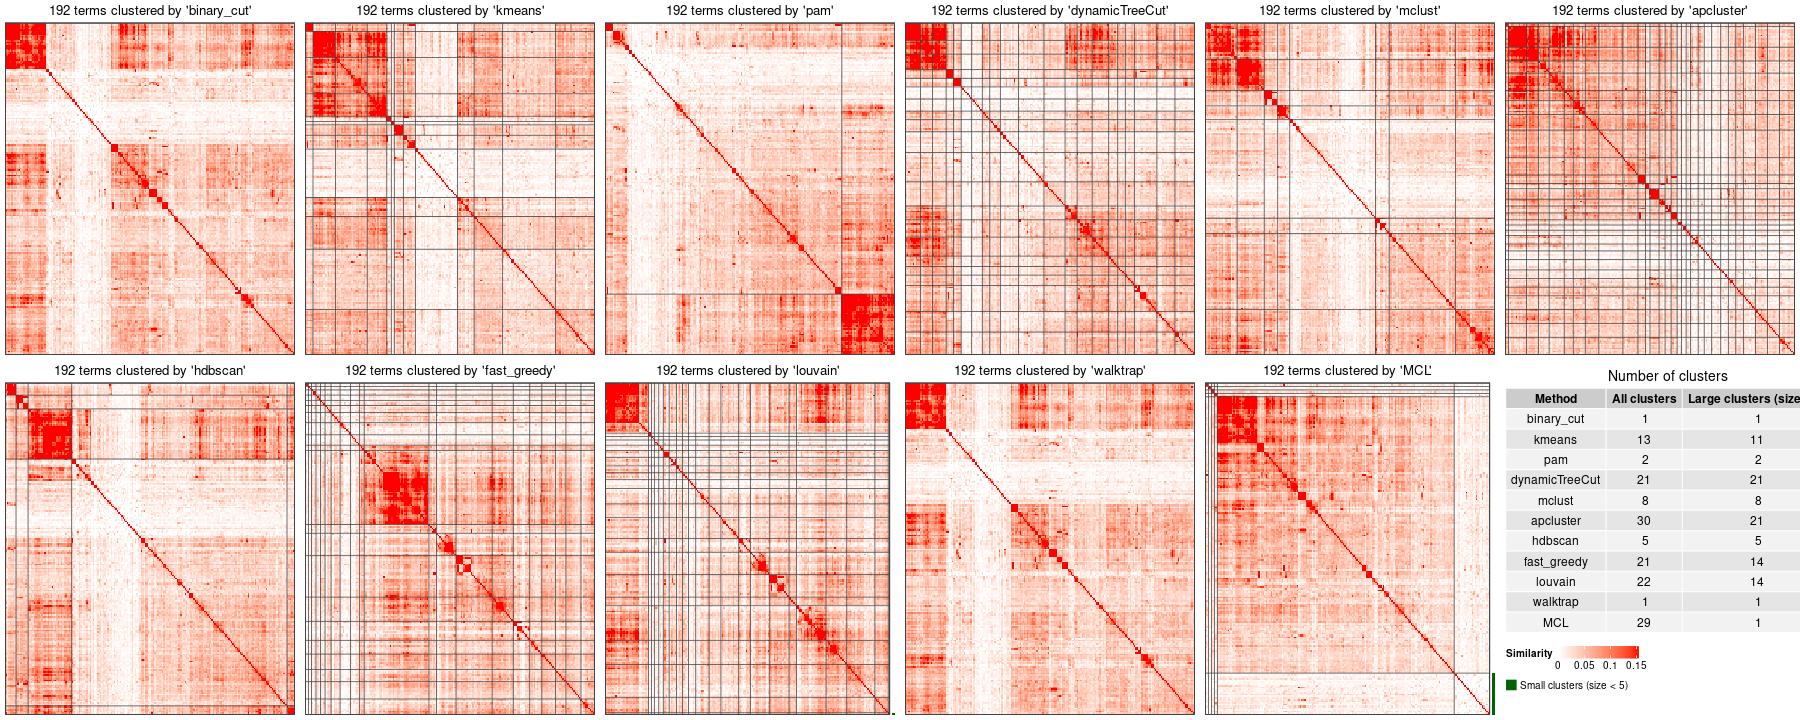 192 terms clustered by 'binary_cut'
192 terms clustered by 'kmeans'
192 terms clustered by 'pam'
192 terms clustered by 'dynamicTreeCut'
192 terms clustered by 'mclust'
192 terms clustered by 'apcluster'
192 terms clustered by 'hdbscan'
192 terms clustered by 'fast_greedy'
192 terms clustered by 'louvain'
192 terms clustered by 'walktrap'
192 terms clustered by 'MCL'
Number of clusters
Method All clusters Large clusters (size
binary_cut 1 1
kmeans 13 11
pam 2 2
dynamicTreeCut 21 21
mclust 8 8
apcluster 30 21
hdbscan 5 5
fast_greedy 21 14
louvain 22 14
walktrap 1 1
MCL 29 1
Similarity
0 0.05 0.1 0.15
Small clusters (size < 5)